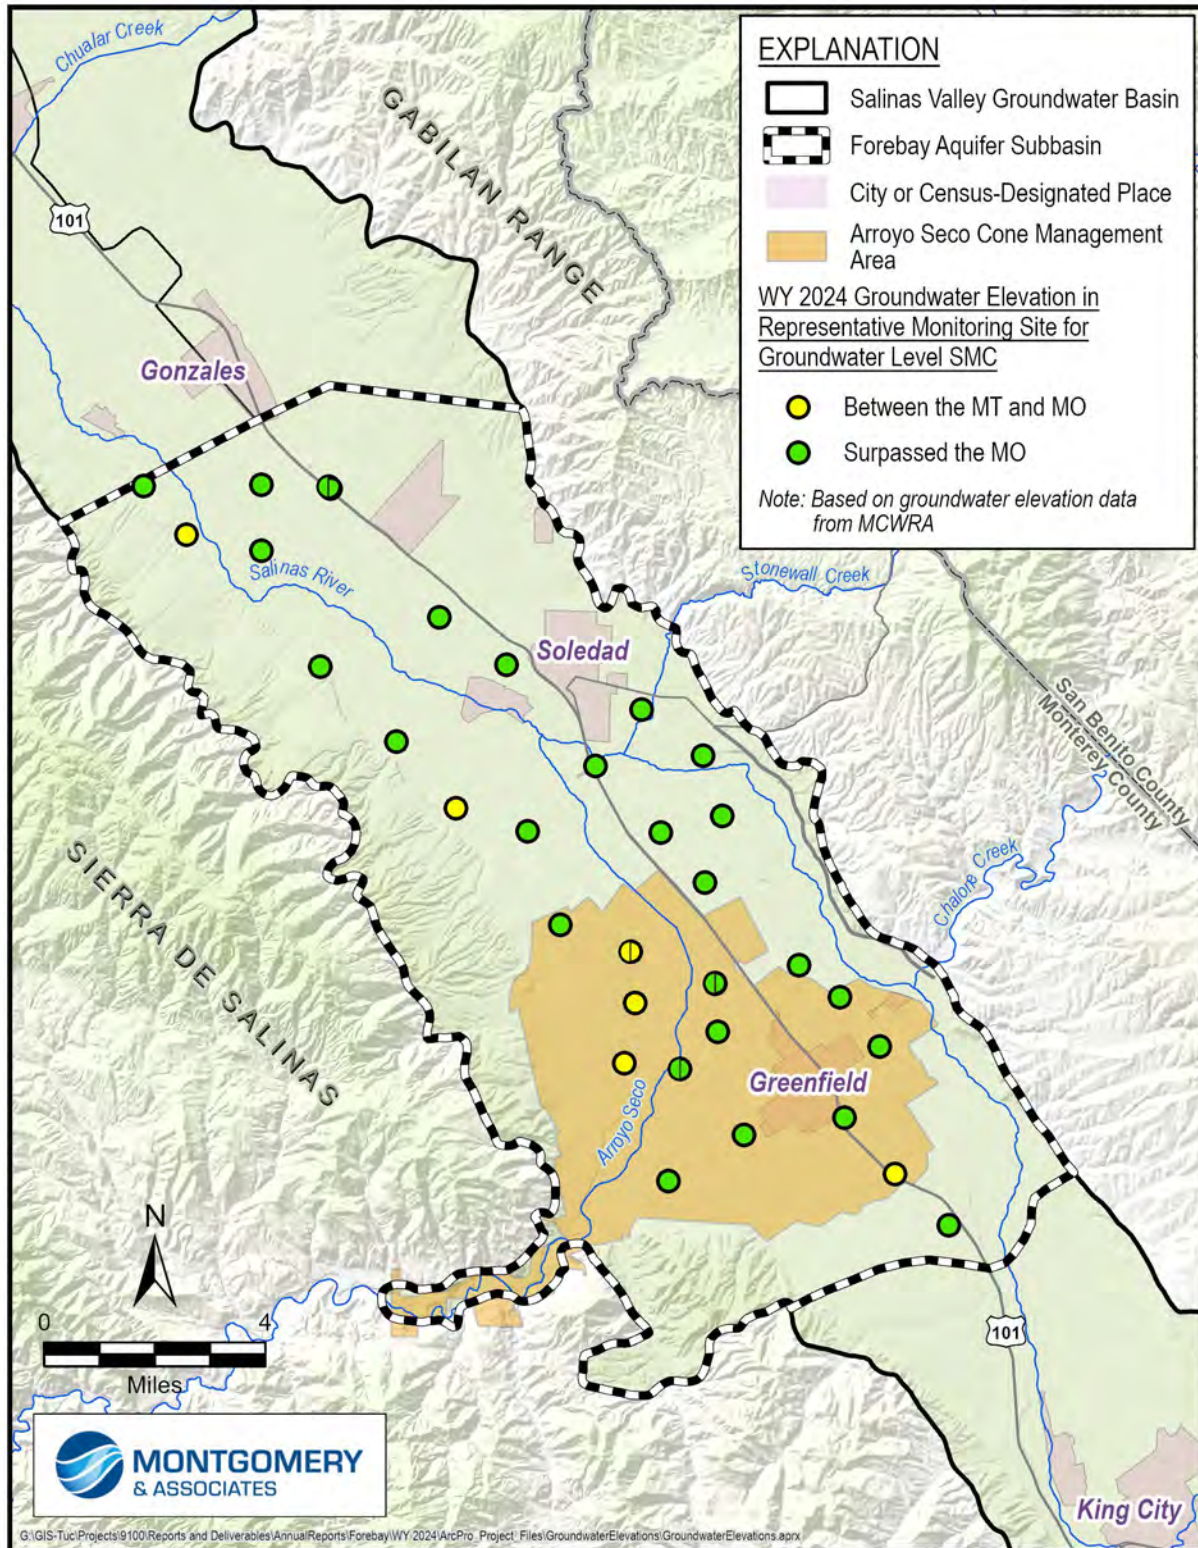 Chualar Creek
GABILAN RANGE
101
Gonzales
EXPLANATION
Salinas Valley Groundwater Basin
Forebay Aquifer Subbasin
City or Census-Designated Place
Arroyo Seco Cone Management
Area
WY 2024 Groundwater Elevation in
Representative Monitoring Site for
Groundwater Level SMC
Between the MT and MO
Surpassed the MO
Note: Based on groundwater elevation data
from MCWRA
Salinas River
Stonewall Creek
Soledad
San Benito County
Monterey County
SIERRA DE SALINAS
Chalone Creek
Greenfield
Arroyo Seco
N
0 4
Miles
101
MONTGOMERY
& ASSOCIATES
King City
G:\GIS-Tuc\Projects\9100\Reports and Deliverables\AnnualReports\Forebay\WY 2024\ArcPro_Project_Files\GroundwaterElevations\GroundwaterElevations.aprx